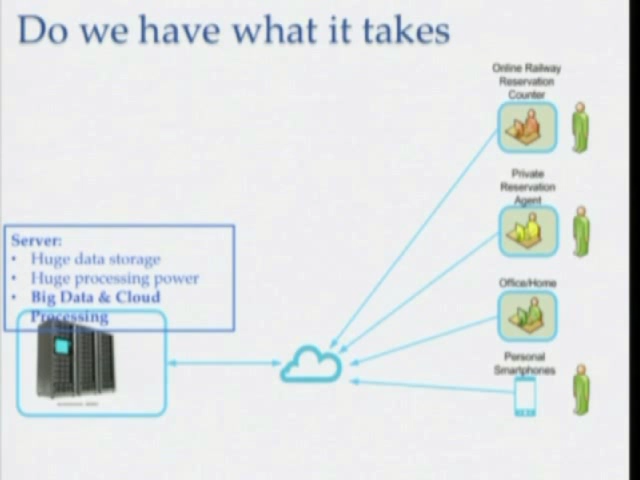 Do we have what it takes
Online Railway
Reservation
Counter
Private
Reservation
Agent
Server:
• Huge data storage
• Huge processing power
• Big Data & Cloud
Processing
Office/Home
Personal
Smartphones